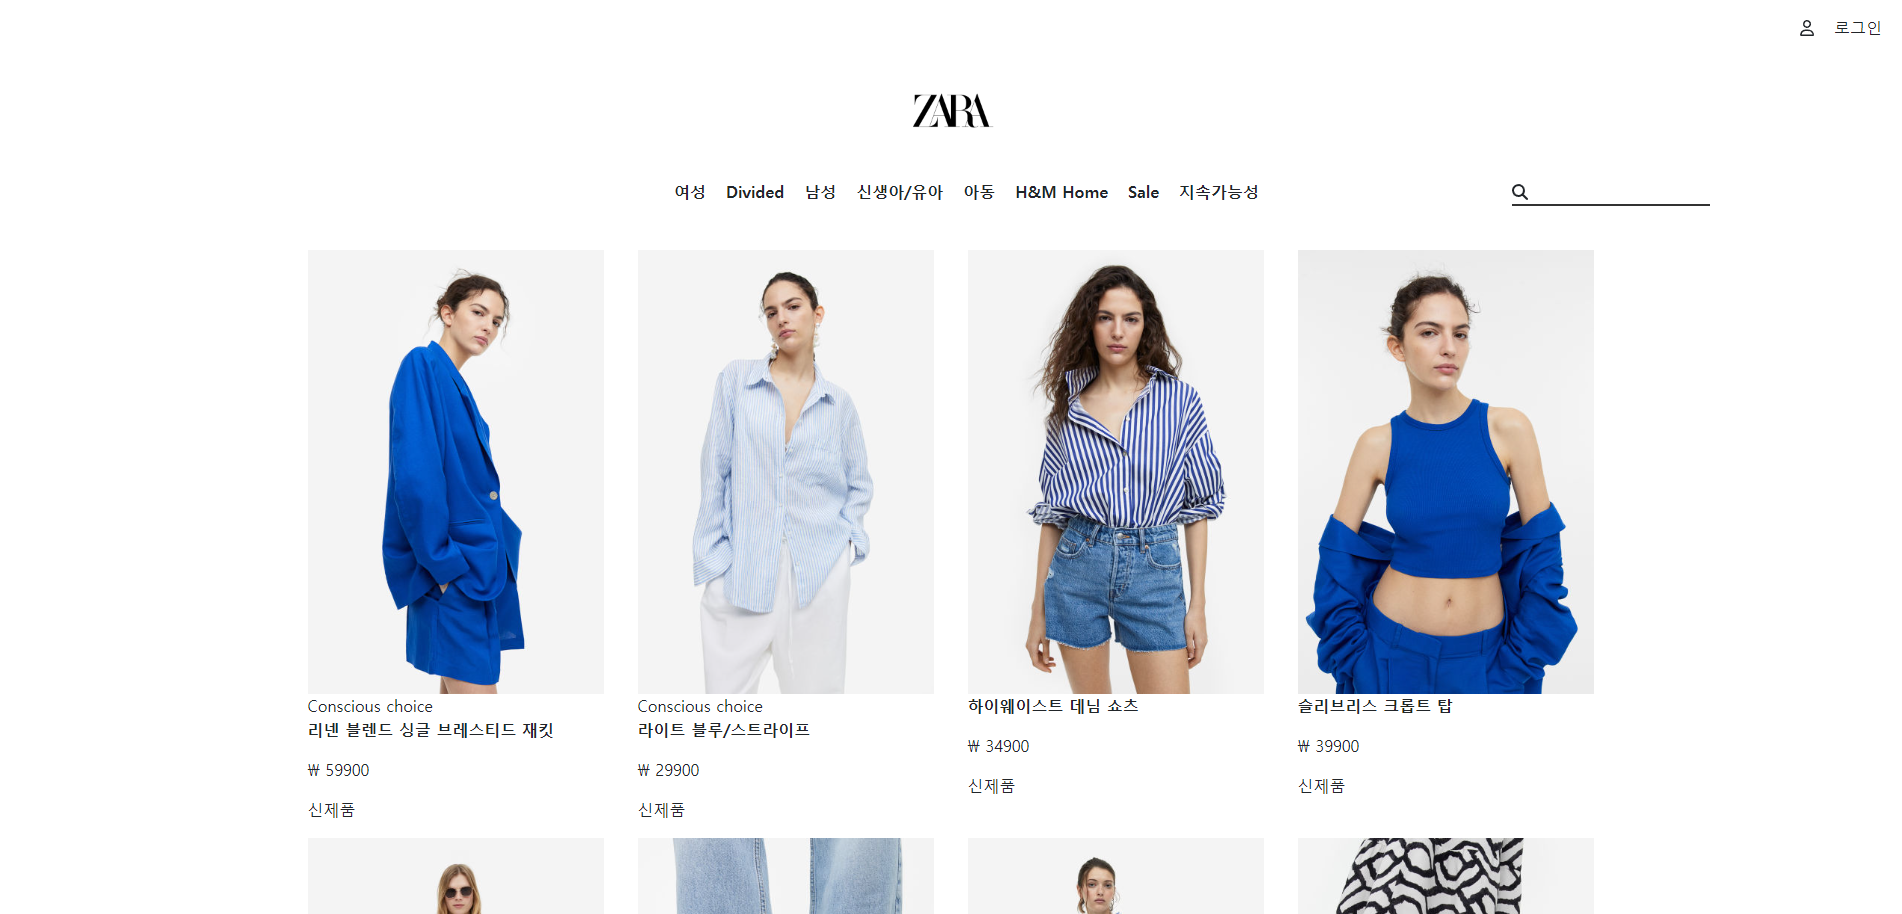 로그인
ZARA
여성 Divided 남성 신생아/유아 아동 H&M Home Sale 지속가능성
Conscious choice
리넨 블렌드 싱글 브레스티드 재킷
₩ 59900
신제품
Conscious choice
라이트 블루/스트라이프
₩ 29900
신제품
하이웨이스트 데님 쇼츠
₩ 34900
신제품
슬리브리스 크롭트 탑
₩ 39900
신제품